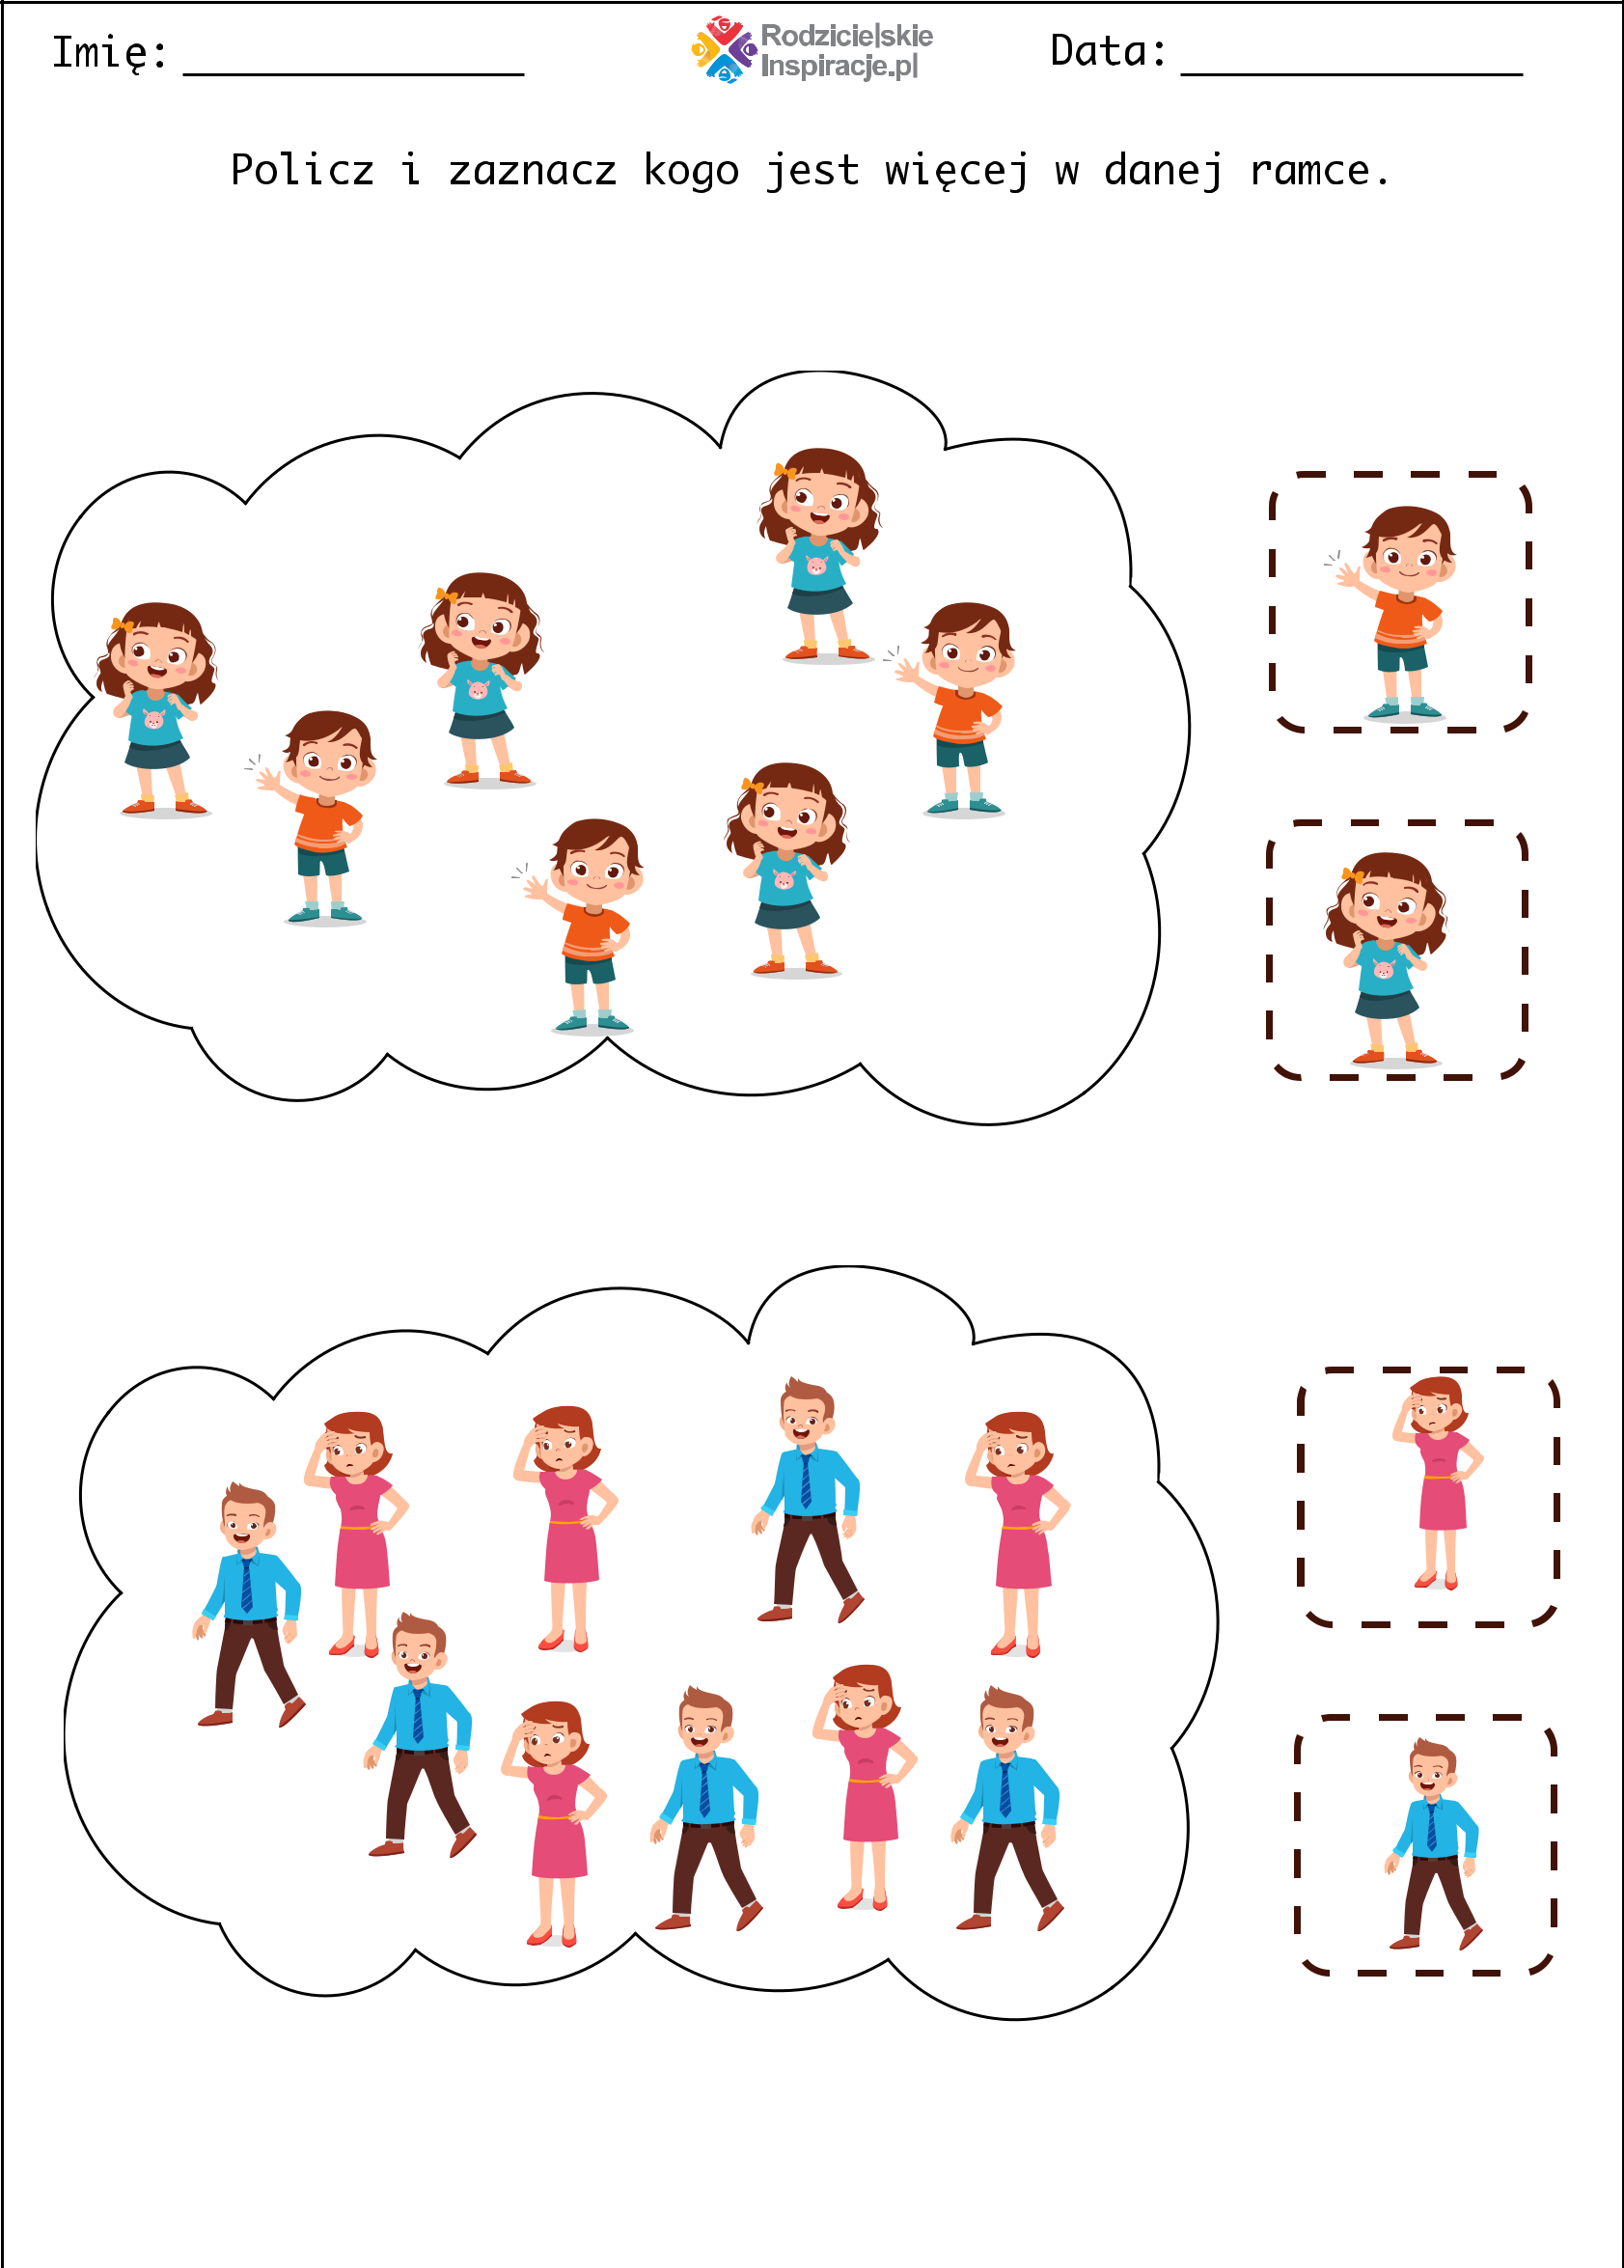 Imię: Rodzicielskie Data:
Inspiracje.pl
Policz i zaznacz kogo jest więcej w danej ramce.